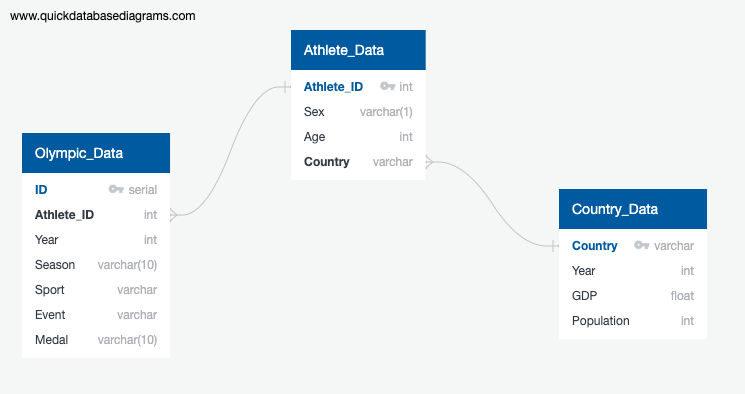 www.quickdatabasediagrams.com
Athlete_Data
Athlete_ID int
Sex varchar(1)
Age int
Country varchar
Olympic_Data
ID serial
Athlete_ID int
Year int
Season varchar(10)
Sport varchar
Event varchar
Medal varchar(10)
Country_Data
Country varchar
Year int
GDP float
Population int